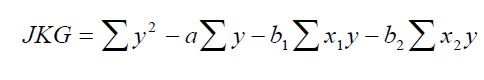 JKG = ∑y² − a∑y − b₁∑x₁y − b₂∑x₂y